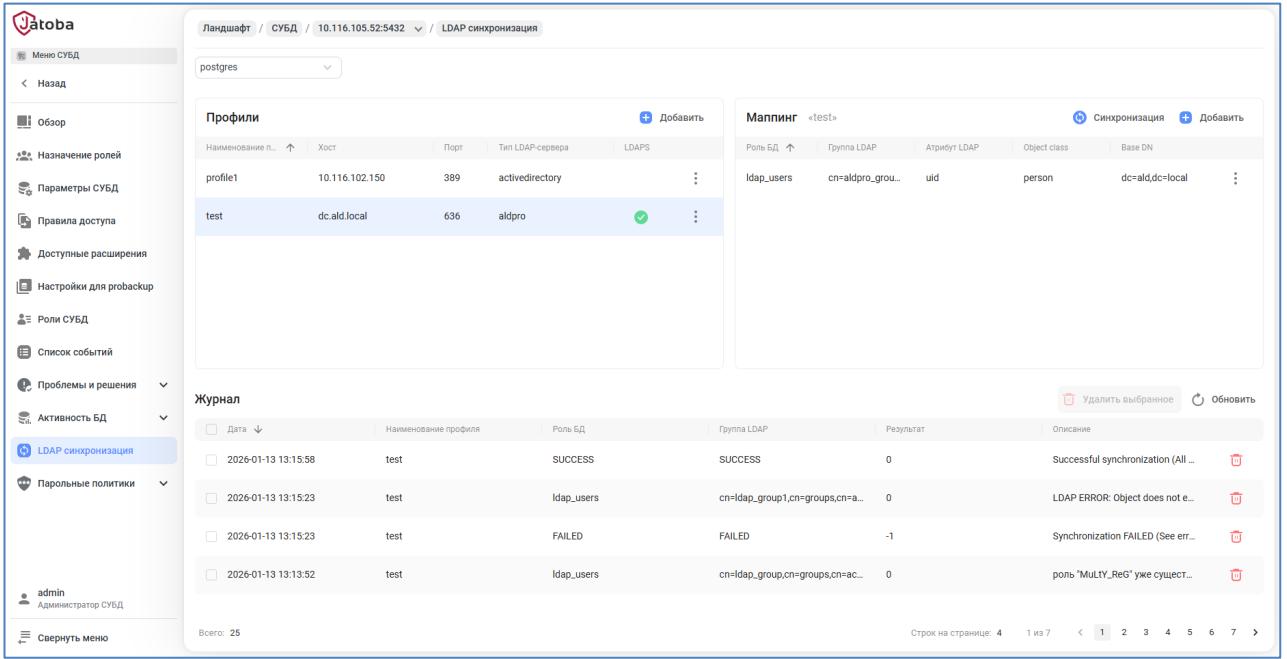 Jatoba
Меню СУБД
Назад
Обзор
Назначение ролей
Параметры СУБД
Правила доступа
Доступные расширения
Настройки для probackup
Роли СУБД
Список событий
Проблемы и решения
Активность БД
LDAP синхронизация
Парольные политики
admin
Администратор СУБД
Свернуть меню
Ландшафт / СУБД / 10.116.105.52:5432 / LDAP синхронизация
postgres
Профили Добавить
Наименование п... Хост Порт Тип LDAP-сервера LDAPS
profile1 10.116.102.150 389 activedirectory
test dc.ald.local 636 aldpro
Маппинг «test» Синхронизация Добавить
Роль БД Группа LDAP Атрибут LDAP Object class Base DN
ldap_users cn=aldpro_grou... uid person dc=ald,dc=local
Журнал Удалить выбранное Обновить
Дата Наименование профиля Роль БД Группа LDAP Результат Описание
2026-01-13 13:15:58 test SUCCESS SUCCESS 0 Successful synchronization (All ...
2026-01-13 13:15:23 test ldap_users cn=ldap_group1,cn=groups,cn=a... 0 LDAP ERROR: Object does not e...
2026-01-13 13:15:23 test FAILED FAILED -1 Synchronization FAILED (See err...
2026-01-13 13:13:52 test ldap_users cn=ldap_group,cn=groups,cn=ac... 0 роль "MuLtY_ReG" уже сущест...
Всего: 25 Строк на странице: 4 1 из 7 1 2 3 4 5 6 7